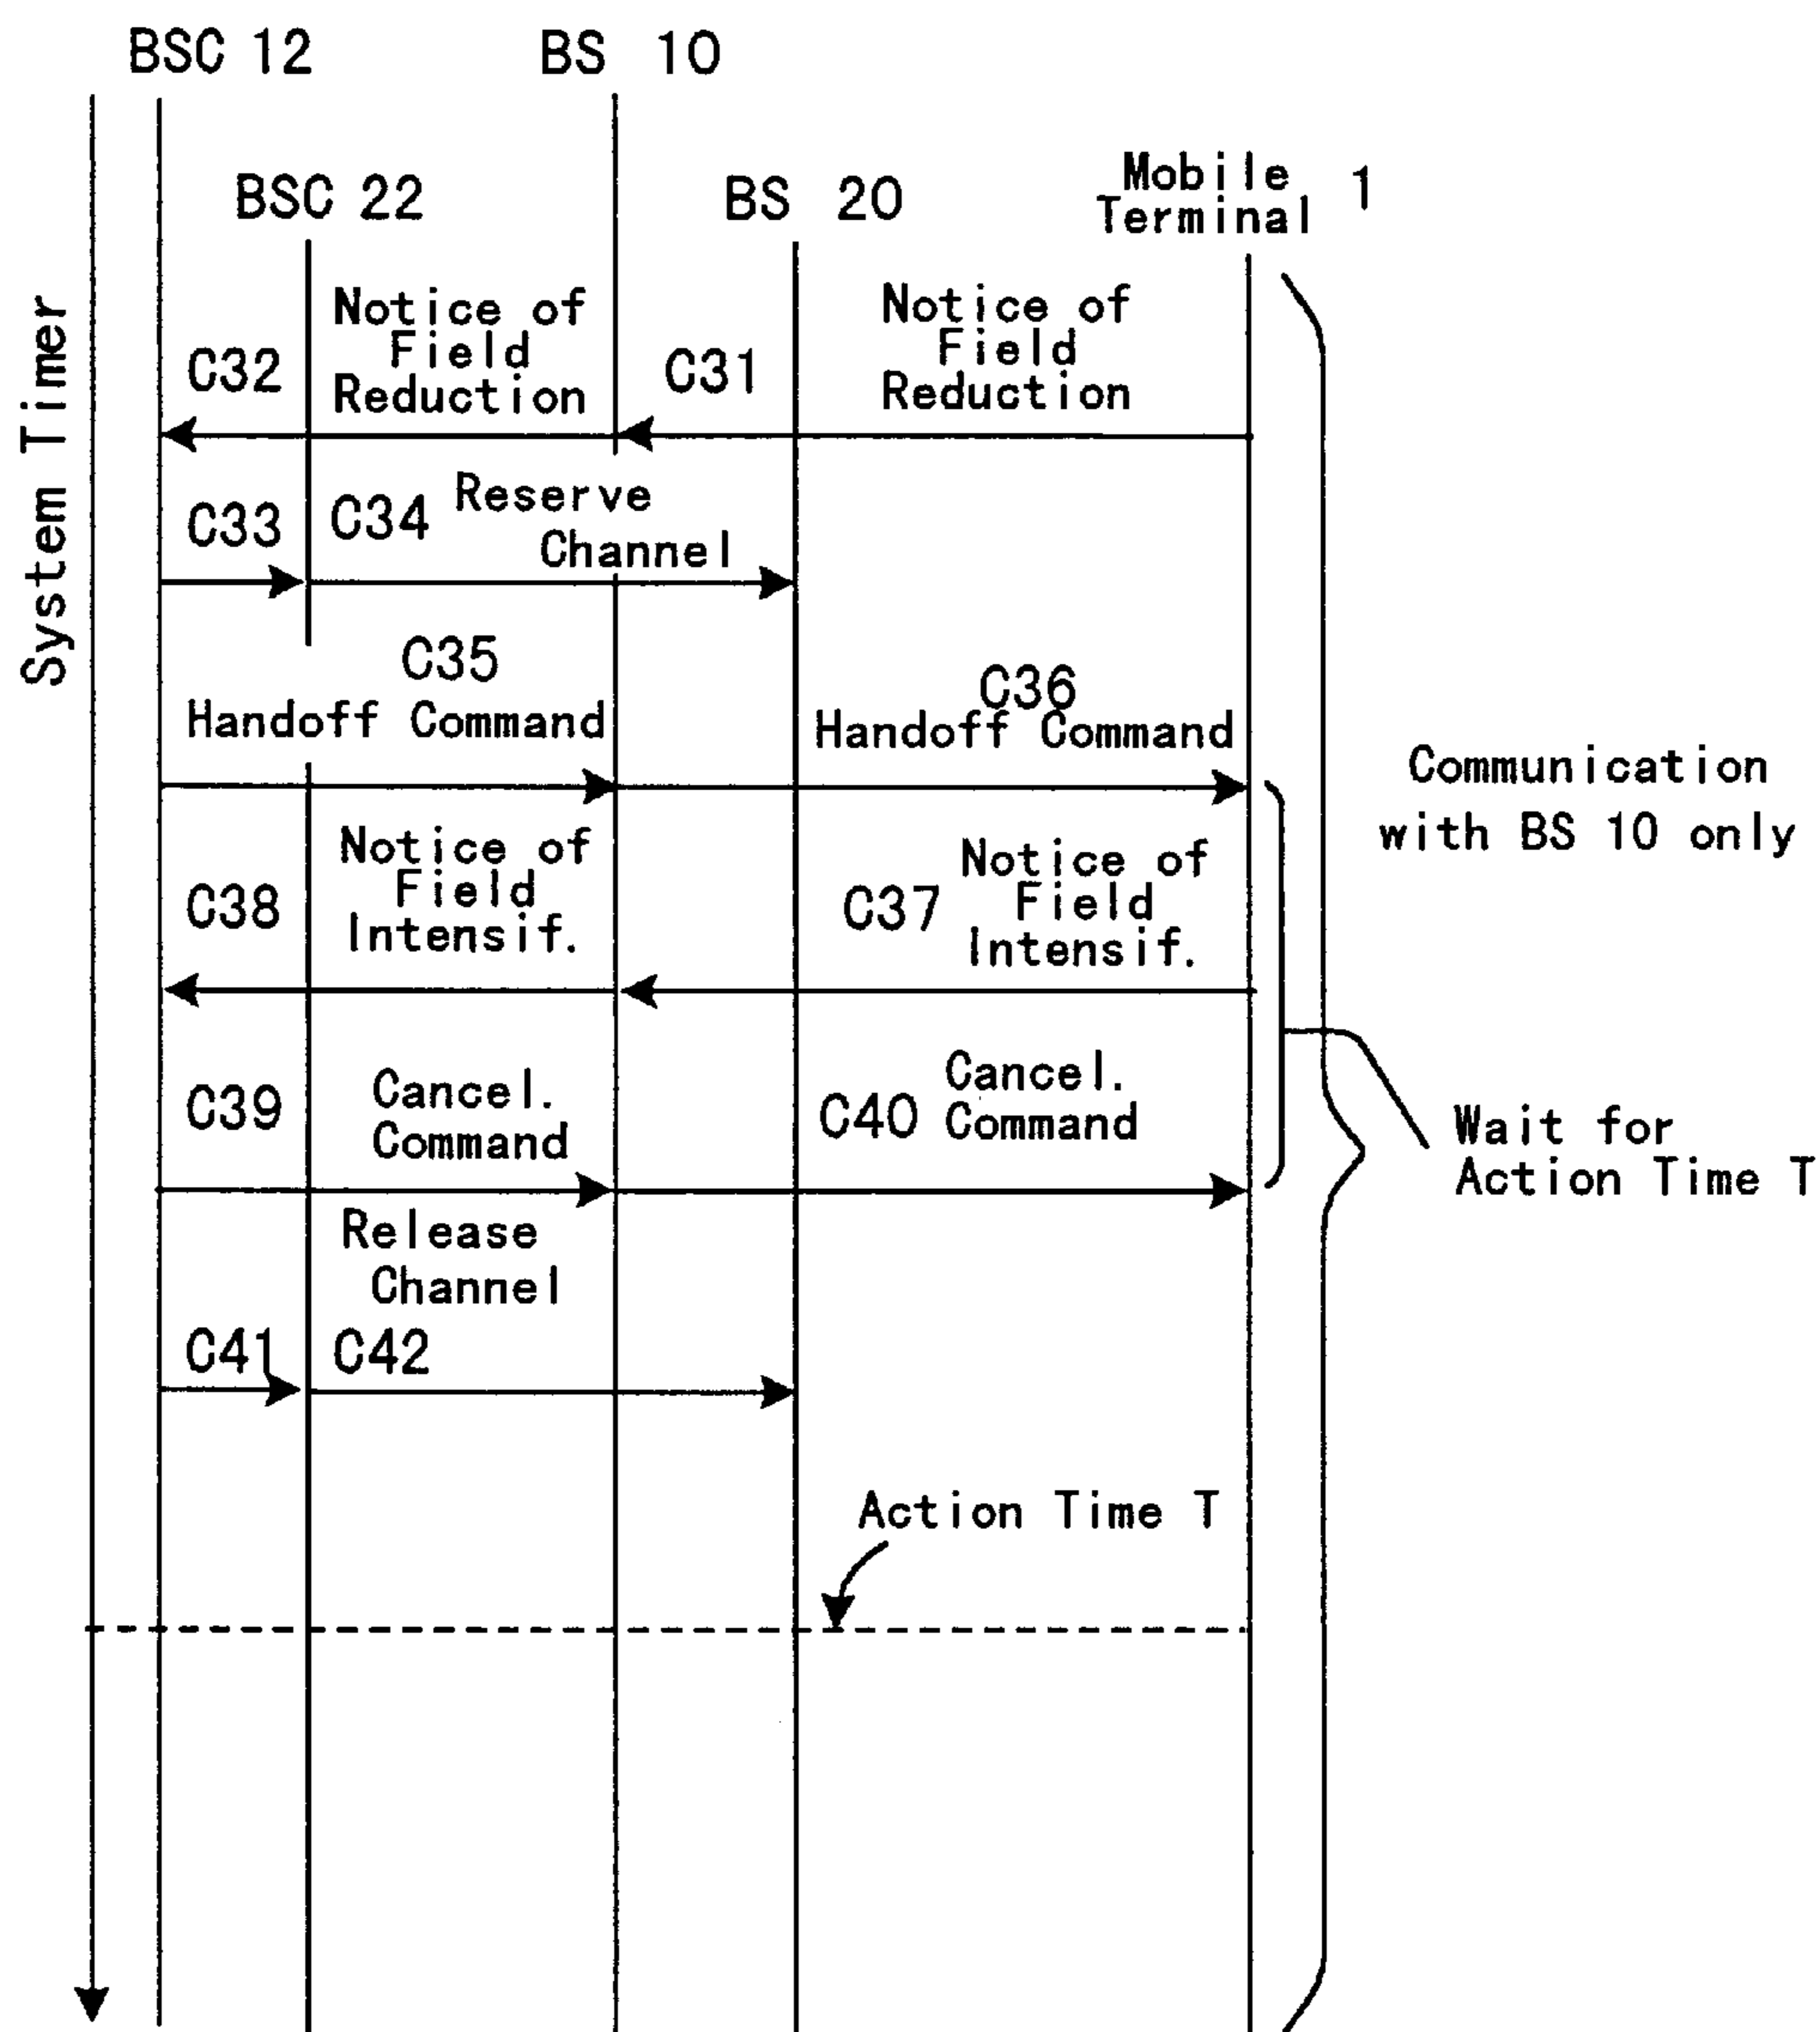 BSC 12
BS 10
BSC 22
BS 20
Mobile
Terminal 1
System Timer
C32
Notice of
Field
Reduction
C31
Notice of
Field
Reduction
C33
C34
Reserve
Channel
C35
Handoff Command
C36
Handoff Command
Communication
with BS 10 only
C38
Notice of
Field
Intensif.
C37
Notice of
Field
Intensif.
C39
Cancel.
Command
C40
Cancel.
Command
Wait for
Action Time T
Release
Channel
C41
C42
Action Time T